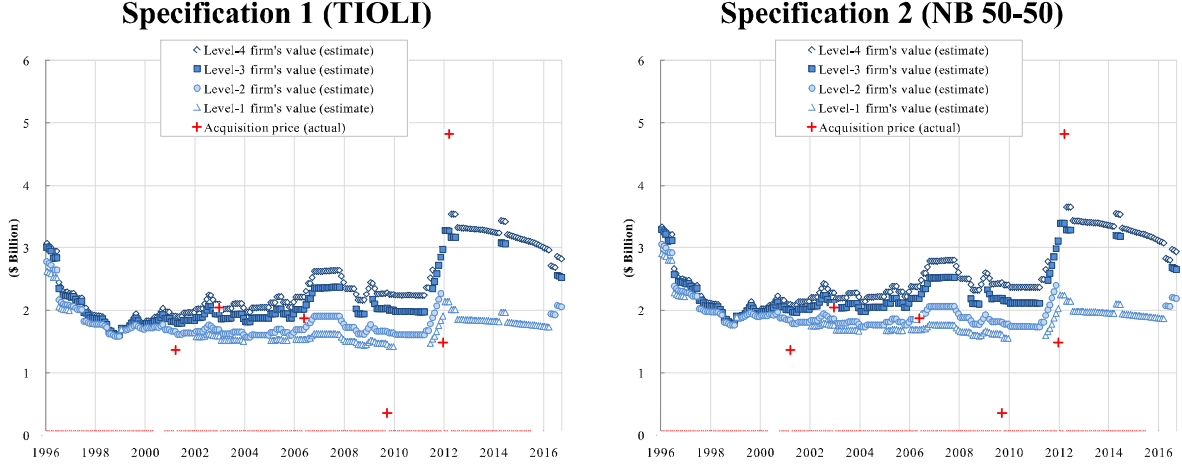 Specification 1 (TIOLI)
Level-4 firm's value (estimate)
Level-3 firm's value (estimate)
Level-2 firm's value (estimate)
Level-1 firm's value (estimate)
Acquisition price (actual)
6
5
4
3
2
1
0
($ Billion)
1996 1998 2000 2002 2004 2006 2008 2010 2012 2014 2016
Specification 2 (NB 50-50)
Level-4 firm's value (estimate)
Level-3 firm's value (estimate)
Level-2 firm's value (estimate)
Level-1 firm's value (estimate)
Acquisition price (actual)
6
5
4
3
2
1
0
($ Billion)
1996 1998 2000 2002 2004 2006 2008 2010 2012 2014 2016